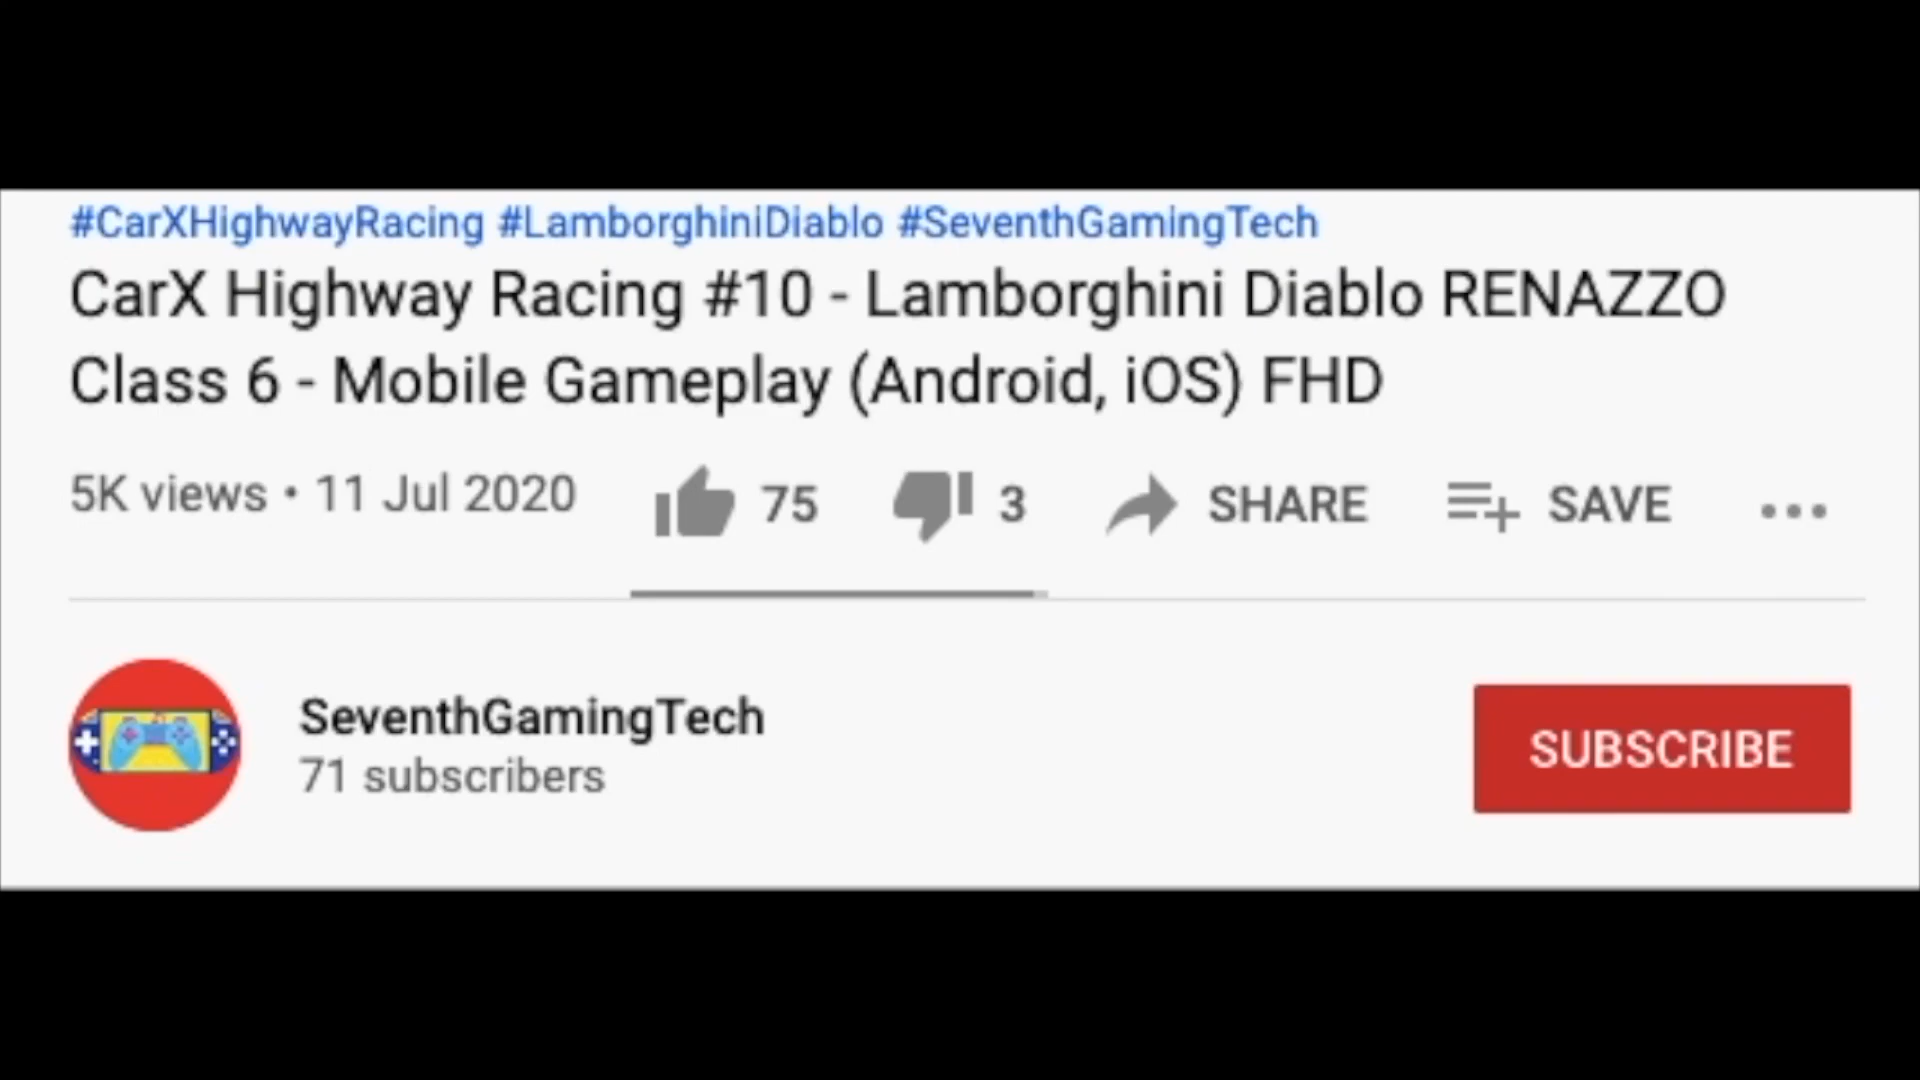 #CarXHighwayRacing #LamborghiniDiablo #SeventhGamingTech
CarX Highway Racing #10 - Lamborghini Diablo RENAZZO
Class 6 - Mobile Gameplay (Android, iOS) FHD
5K views • 11 Jul 2020 75 3 SHARE SAVE
SeventhGamingTech
71 subscribers
SUBSCRIBE